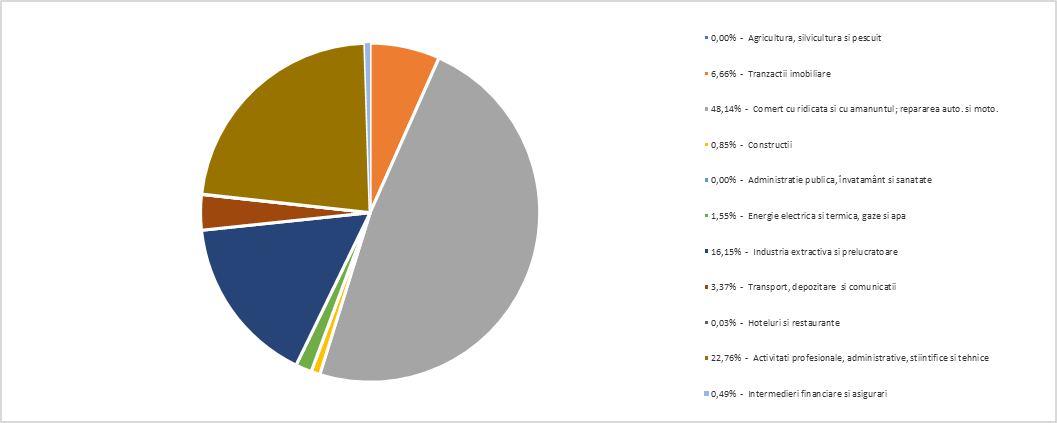 0,00% - Agricultura, silvicultura si pescuit
6,66% - Tranzactii imobiliare
48,14% - Comert cu ridicata si cu amanuntul; repararea auto. si moto.
0,85% - Constructii
0,00% - Administratie publica, învatamânt si sanatate
1,55% - Energie electrica si termica, gaze si apa
16,15% - Industria extractiva si prelucratoare
3,37% - Transport, depozitare si comunicatii
0,03% - Hoteluri si restaurante
22,76% - Activitati profesionale, administrative, stiintifice si tehnice
0,49% - Intermedieri financiare si asigurari